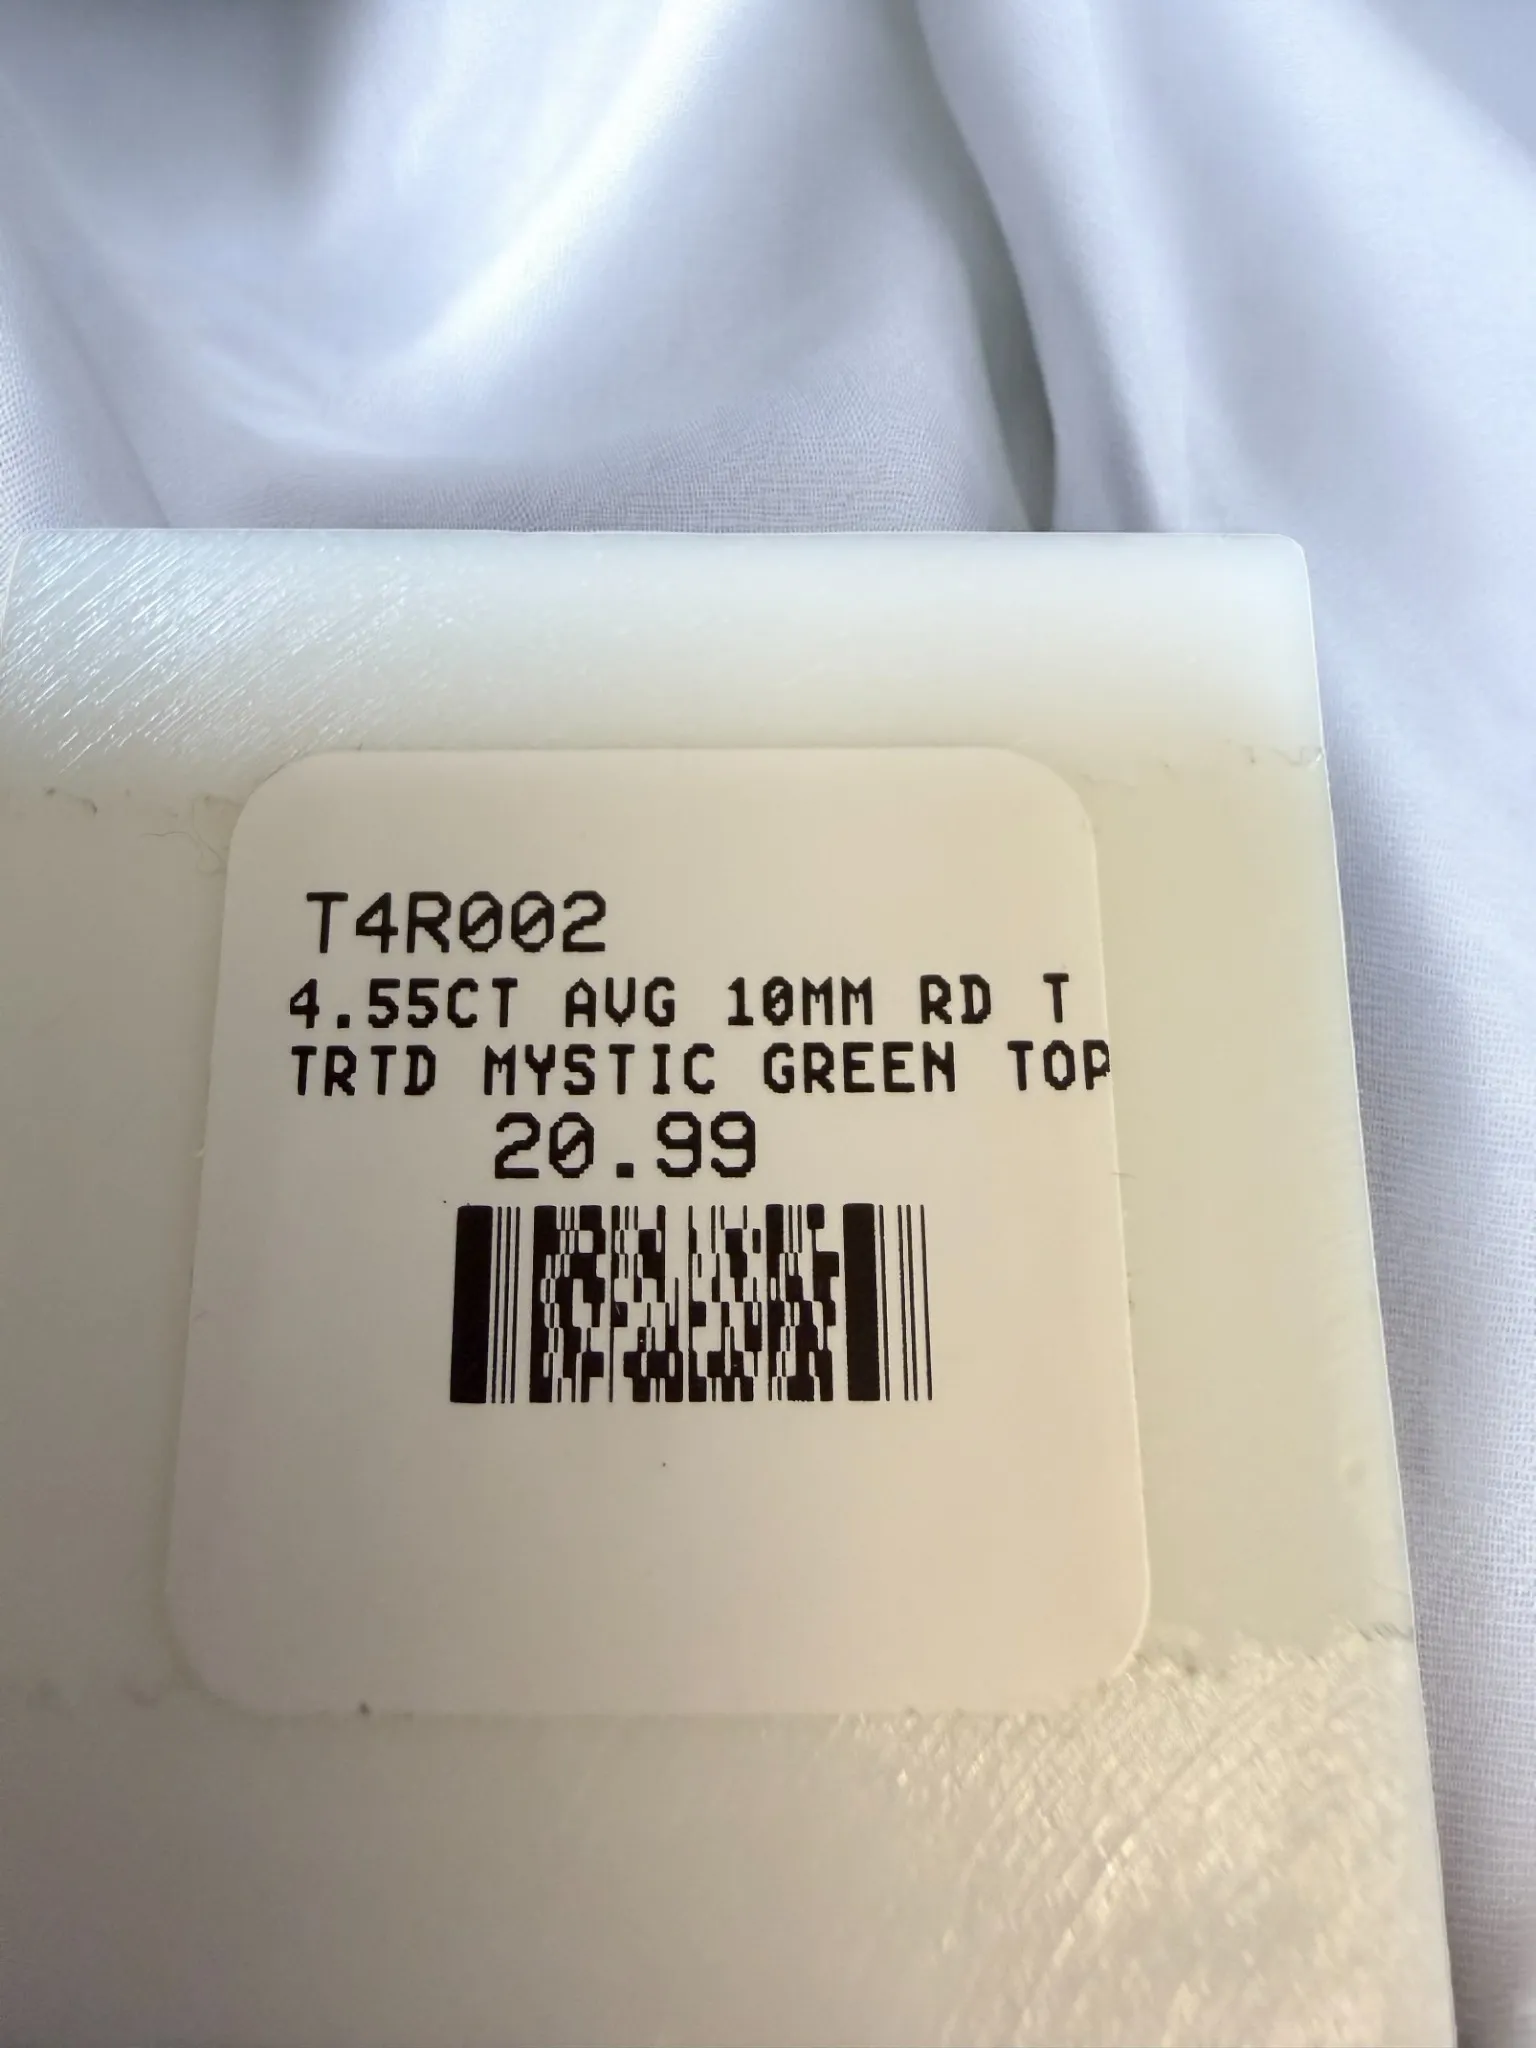 T4R002
4.55CT AVG 10MM RD T
TRTD MYSTIC GREEN TOP
20.99